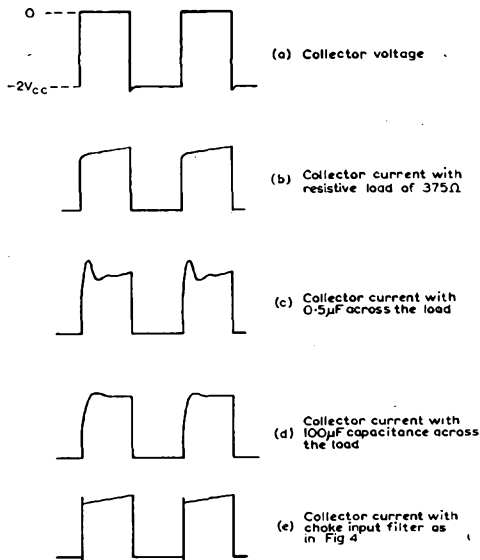 O
-2Vcc
(a) Collector voltage
(b) Collector current with
resistive load of 375Ω
(c) Collector current with
0·5μF across the load
(d) Collector current with
100μF capacitance across
the load
(e) Collector current with
choke input filter as
in Fig 4